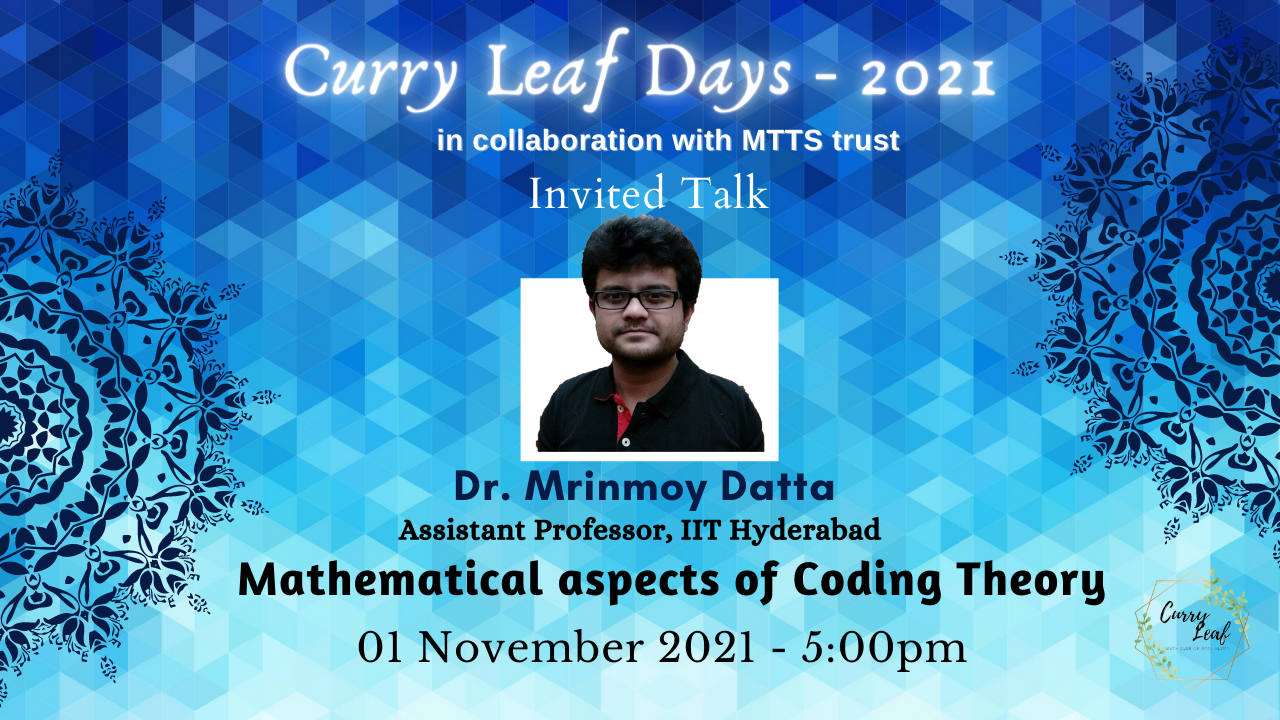 Curry Leaf Days - 2021
in collaboration with MTTS trust
Invited Talk
Dr. Mrinmoy Datta
Assistant Professor, IIT Hyderabad
Mathematical aspects of Coding Theory
01 November 2021 - 5:00pm
Curry
Leaf